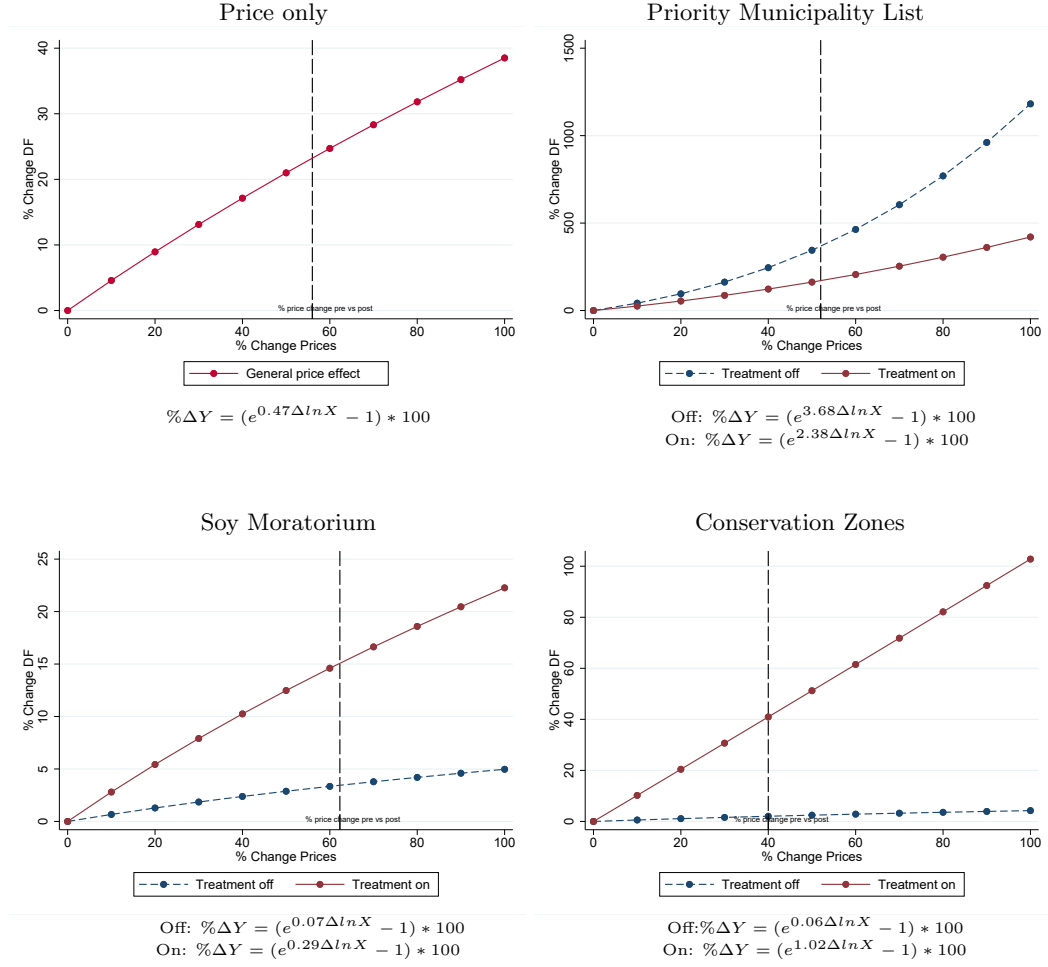 Price only
% Change DF
40
30
20
10
0
% price change pre vs post
0 20 40 60 80 100
% Change Prices
General price effect
%ΔY = (e^{0.47ΔlnX} − 1) ∗ 100
Priority Municipality List
% Change DF
1500
1000
500
0
% price change pre vs post
0 20 40 60 80 100
% Change Prices
Treatment off Treatment on
Off: %ΔY = (e^{3.68ΔlnX} − 1) ∗ 100
On: %ΔY = (e^{2.38ΔlnX} − 1) ∗ 100
Soy Moratorium
% Change DF
25
20
15
10
5
0
% price change pre vs post
0 20 40 60 80 100
% Change Prices
Treatment off Treatment on
Off: %ΔY = (e^{0.07ΔlnX} − 1) ∗ 100
On: %ΔY = (e^{0.29ΔlnX} − 1) ∗ 100
Conservation Zones
% Change DF
100
80
60
40
20
0
% price change pre vs post
0 20 40 60 80 100
% Change Prices
Treatment off Treatment on
Off:%ΔY = (e^{0.06ΔlnX} − 1) ∗ 100
On: %ΔY = (e^{1.02ΔlnX} − 1) ∗ 100